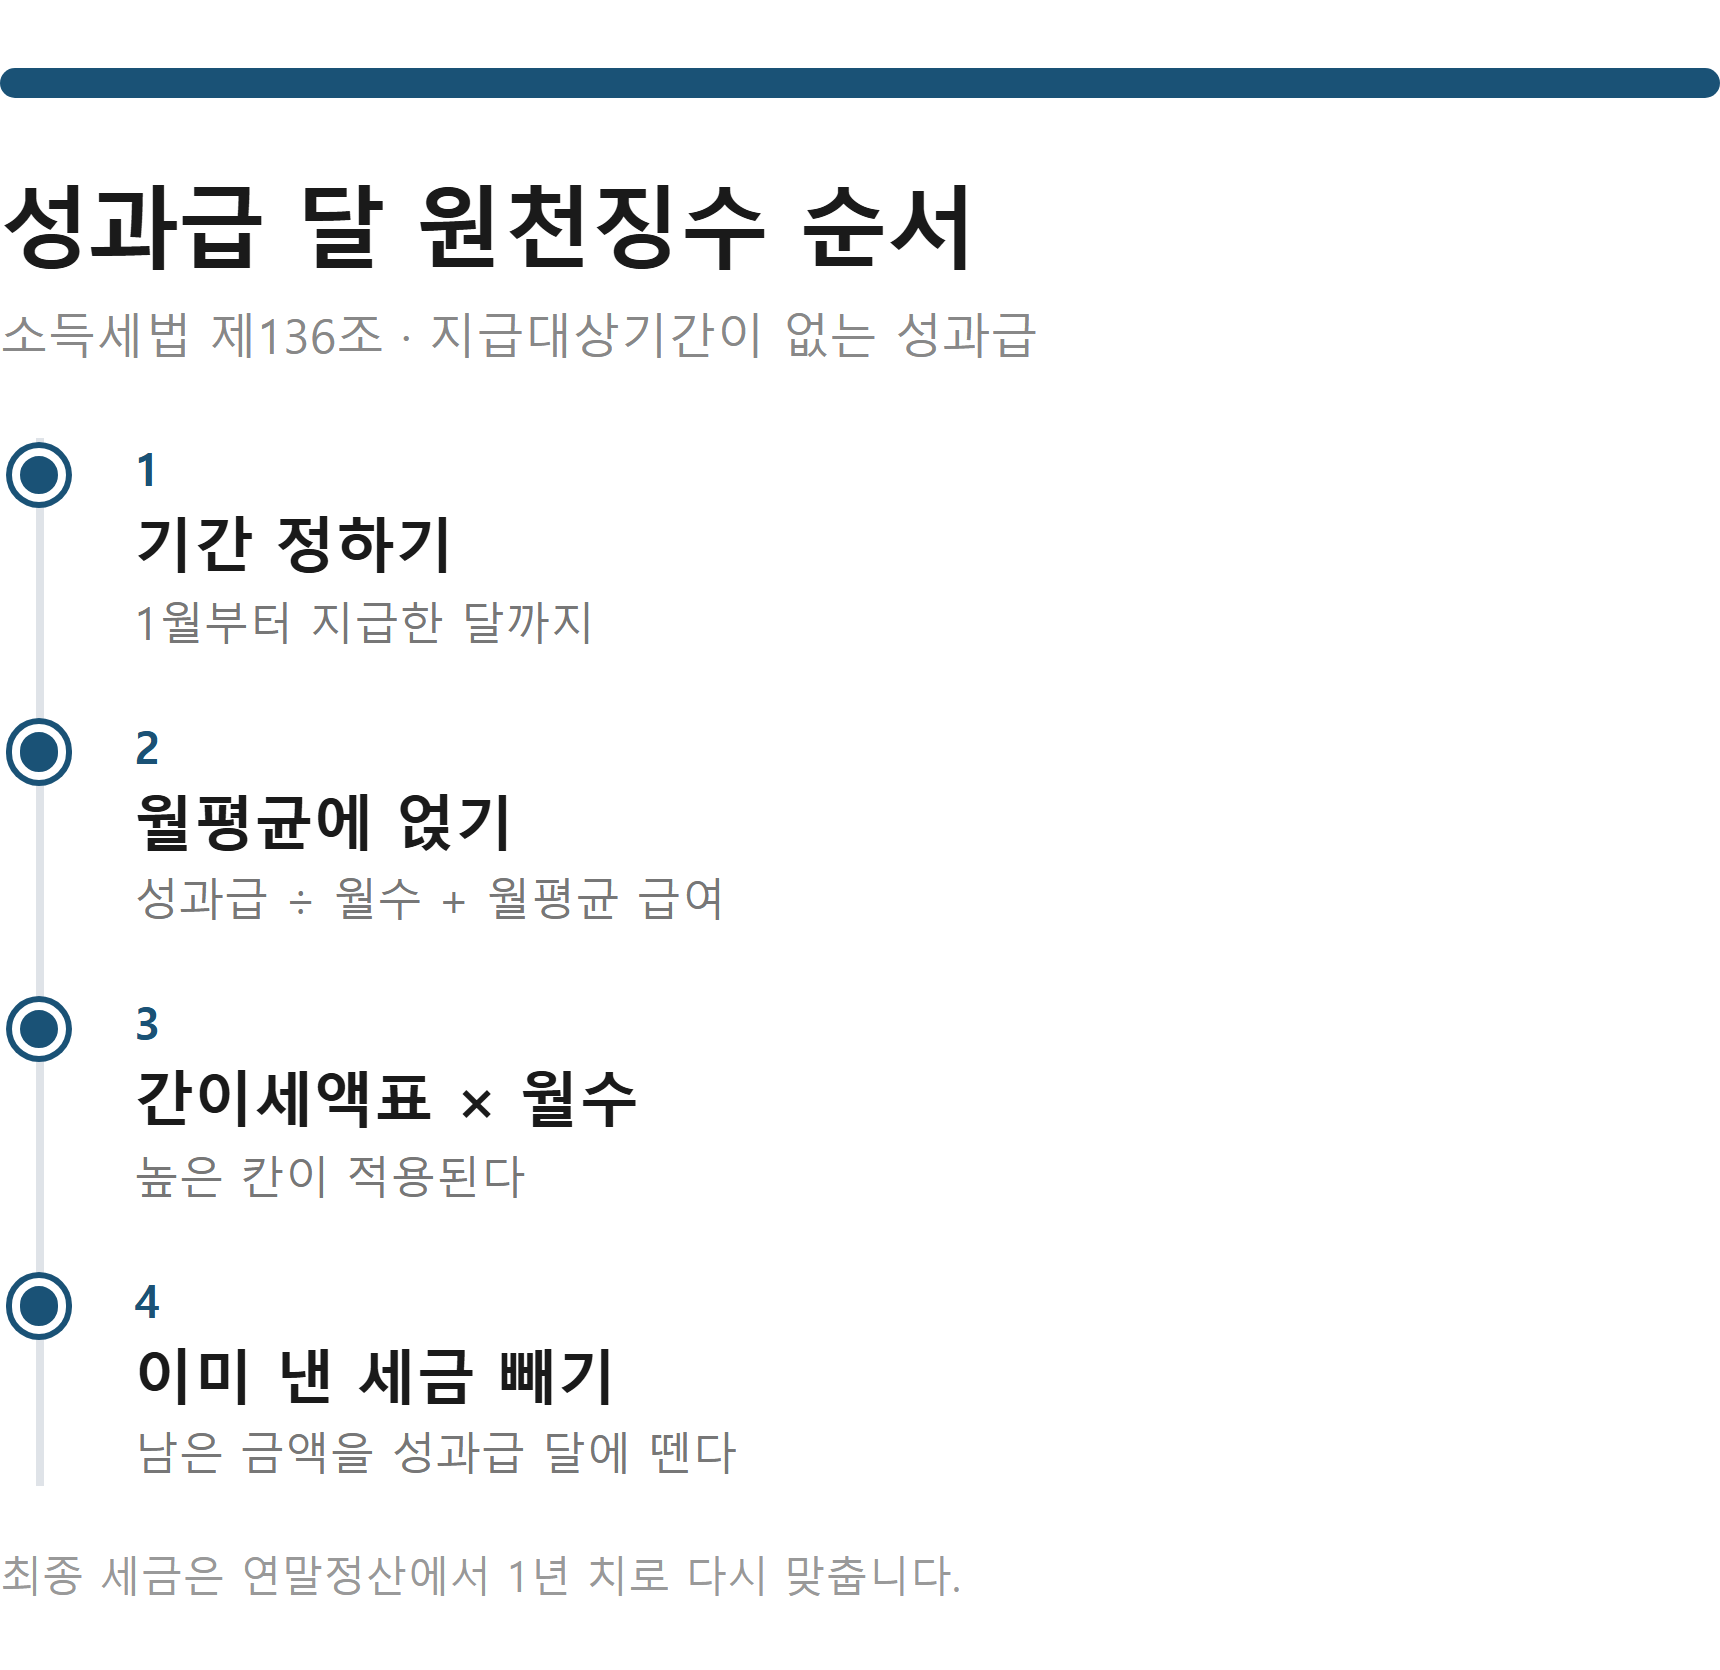 성과급 달 원천징수 순서
소득세법 제136조 · 지급대상기간이 없는 성과급
1
기간 정하기
1월부터 지급한 달까지
2
월평균에 얹기
성과급 ÷ 월수 + 월평균 급여
3
간이세액표 × 월수
높은 칸이 적용된다
4
이미 낸 세금 빼기
남은 금액을 성과급 달에 뗀다
최종 세금은 연말정산에서 1년 치로 다시 맞춥니다.